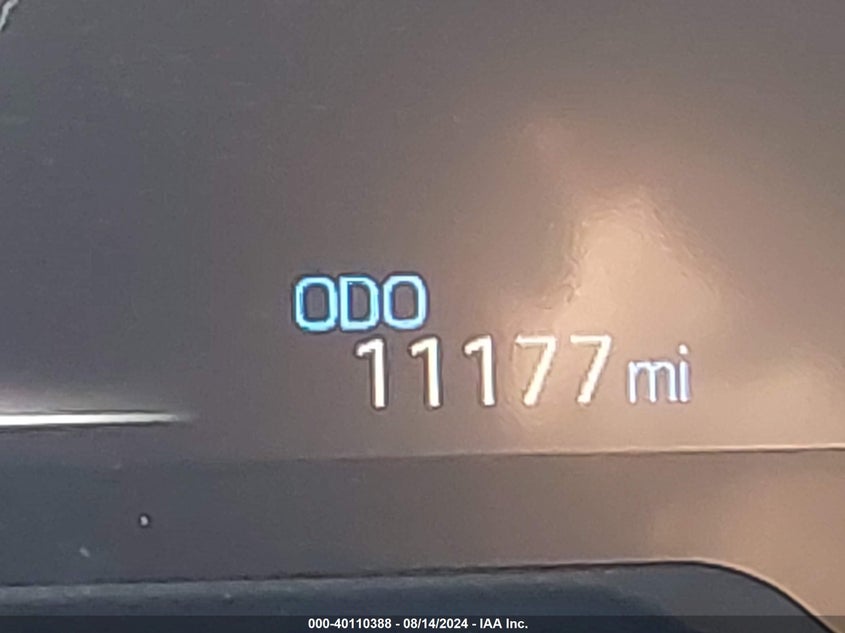 ODO
11177 mi
000-40110388 - 08/14/2024 - IAA Inc.